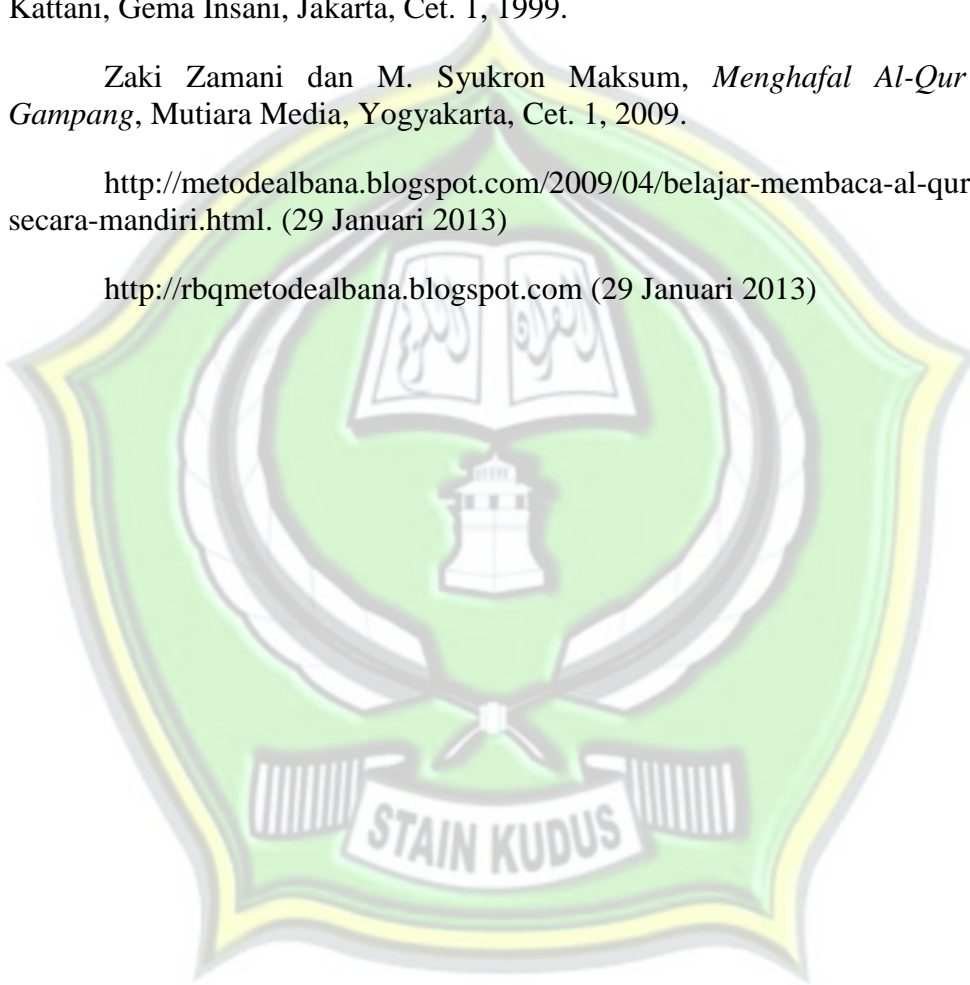 Kattani, Gema Insani, Jakarta, Cet. 1, 1999.
Zaki Zamani dan M. Syukron Maksum, Menghafal Al-Qur
Gampang, Mutiara Media, Yogyakarta, Cet. 1, 2009.
http://metodealbana.blogspot.com/2009/04/belajar-membaca-al-qur
secara-mandiri.html. (29 Januari 2013)
http://rbqmetodealbana.blogspot.com (29 Januari 2013)
STAIN KUDUS